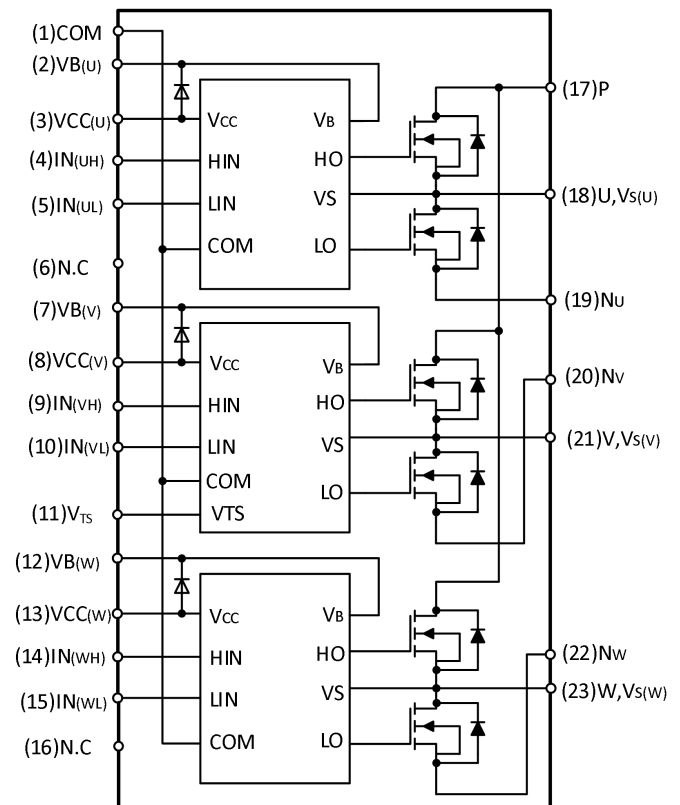 (1)COM
(2)VB(U)
(3)VCC(U)
(4)IN(UH)
(5)IN(UL)
(6)N.C
(7)VB(V)
(8)VCC(V)
(9)IN(VH)
(10)IN(VL)
(11)VTS
(12)VB(W)
(13)VCC(W)
(14)IN(WH)
(15)IN(WL)
(16)N.C
VCC
HIN
LIN
COM
VB
HO
VS
LO
VCC
HIN
LIN
COM
VTS
VB
HO
VS
LO
VCC
HIN
LIN
COM
VB
HO
VS
LO
(17)P
(18)U,VS(U)
(19)NU
(20)NV
(21)V,VS(V)
(22)NW
(23)W,VS(W)